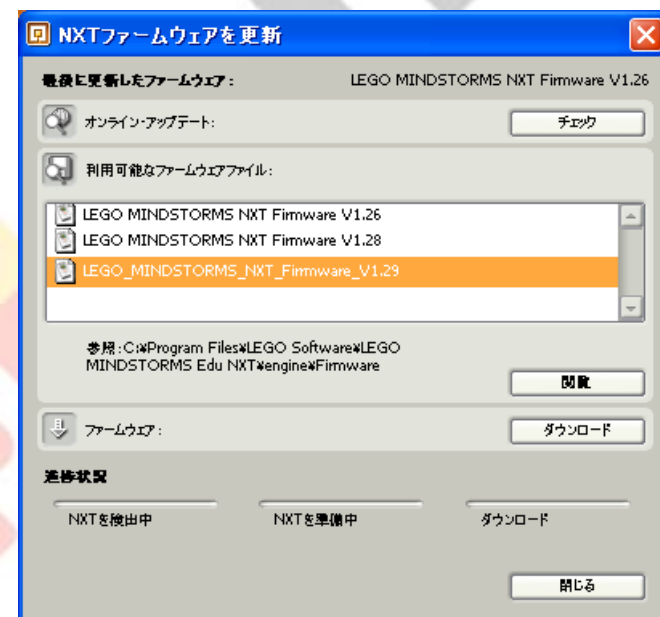 NXTファームウェアを更新
最後に更新したファームウェア: LEGO MINDSTORMS NXT Firmware V1.26
オンライン・アップデート: チェック
利用可能なファームウェアファイル:
LEGO MINDSTORMS NXT Firmware V1.26
LEGO MINDSTORMS NXT Firmware V1.28
LEGO_MINDSTORMS_NXT_Firmware_V1.29
参照:C:¥Program Files¥LEGO Software¥LEGO
MINDSTORMS Edu NXT¥engine¥Firmware
閲覧
ファームウェア: ダウンロード
進捗状況
NXTを検出中 NXTを準備中 ダウンロード
閉じる